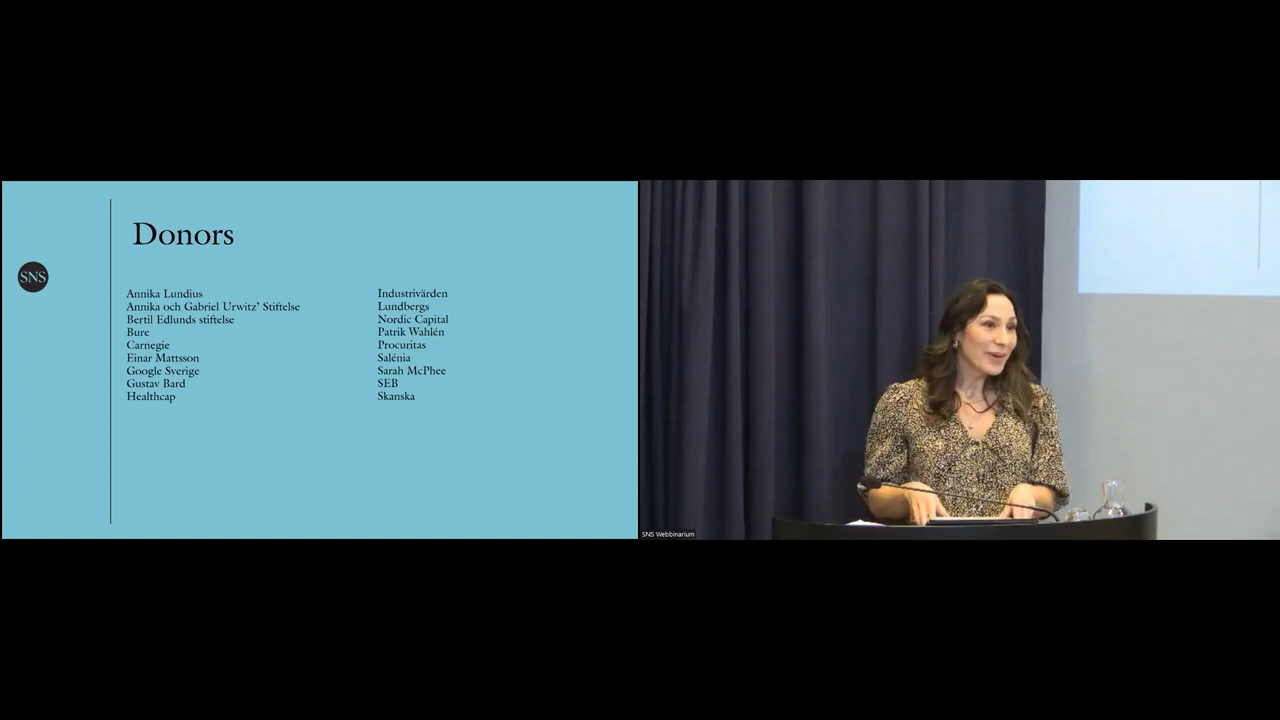 Donors
SNS
Annika Lundius
Annika och Gabriel Urwitz’ Stiftelse
Bertil Edlunds stiftelse
Bure
Carnegie
Einar Mattsson
Google Sverige
Gustav Bard
Healthcap
Industrivärden
Lundbergs
Nordic Capital
Patrik Wahlén
Procuritas
Salénia
Sarah McPhee
SEB
Skanska
SNS Webbinarium